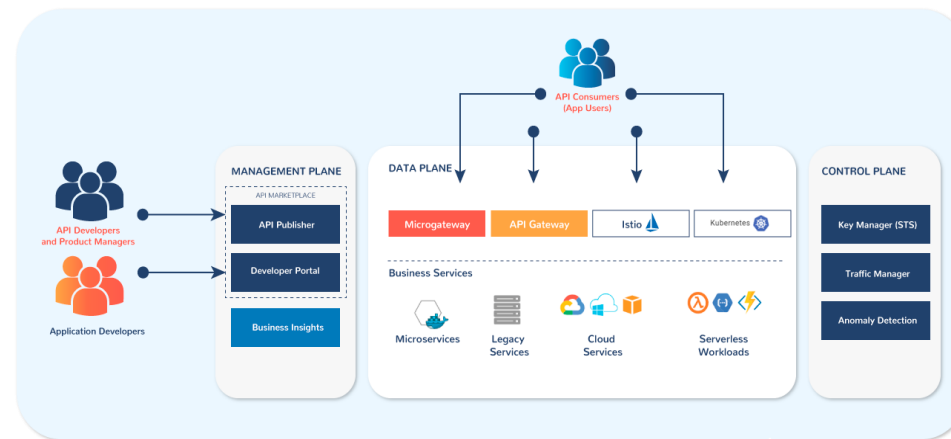 API Consumers
(App Users)
MANAGEMENT PLANE
API MARKETPLACE
API Publisher
Developer Portal
Business Insights
API Developers
and Product Managers
Application Developers
DATA PLANE
Microgateway
API Gateway
Istio
Kubernetes
Business Services
Microservices
Legacy
Services
Cloud
Services
Serverless
Workloads
CONTROL PLANE
Key Manager (STS)
Traffic Manager
Anomaly Detection